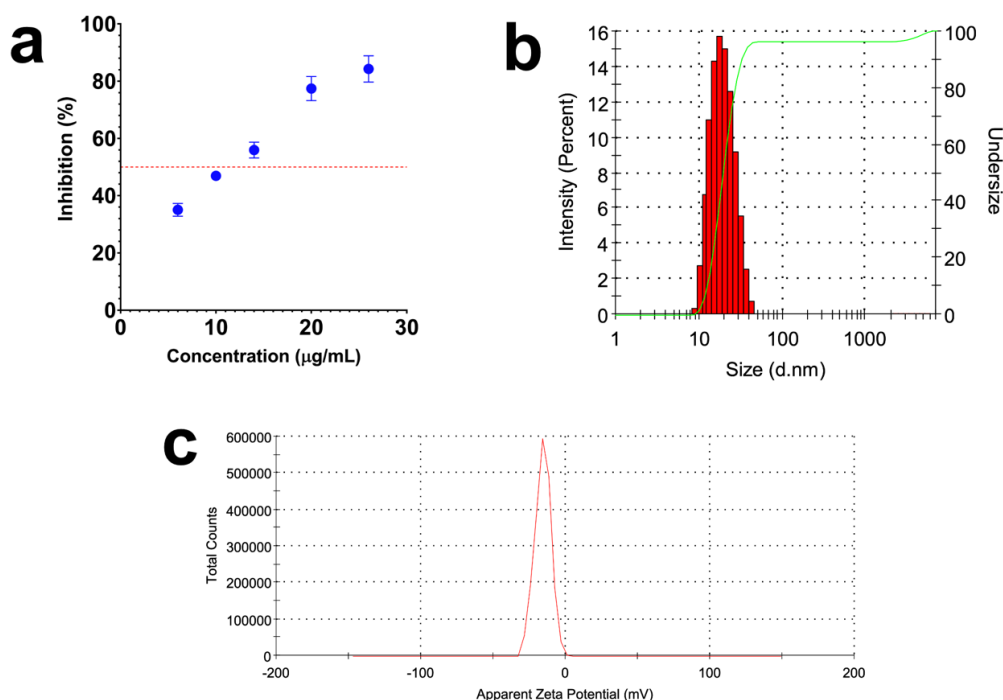 a
100
80
60
40
20
0
Inhibition (%)
0 10 20 30
Concentration (μg/mL)
b
16
14
12
10
8
6
4
2
0
Intensity (Percent)
100
80
60
40
20
0
Undersize
1 10 100 1000
Size (d.nm)
c
600000
500000
400000
300000
200000
100000
0
Total Counts
-200 -100 0 100 200
Apparent Zeta Potential (mV)